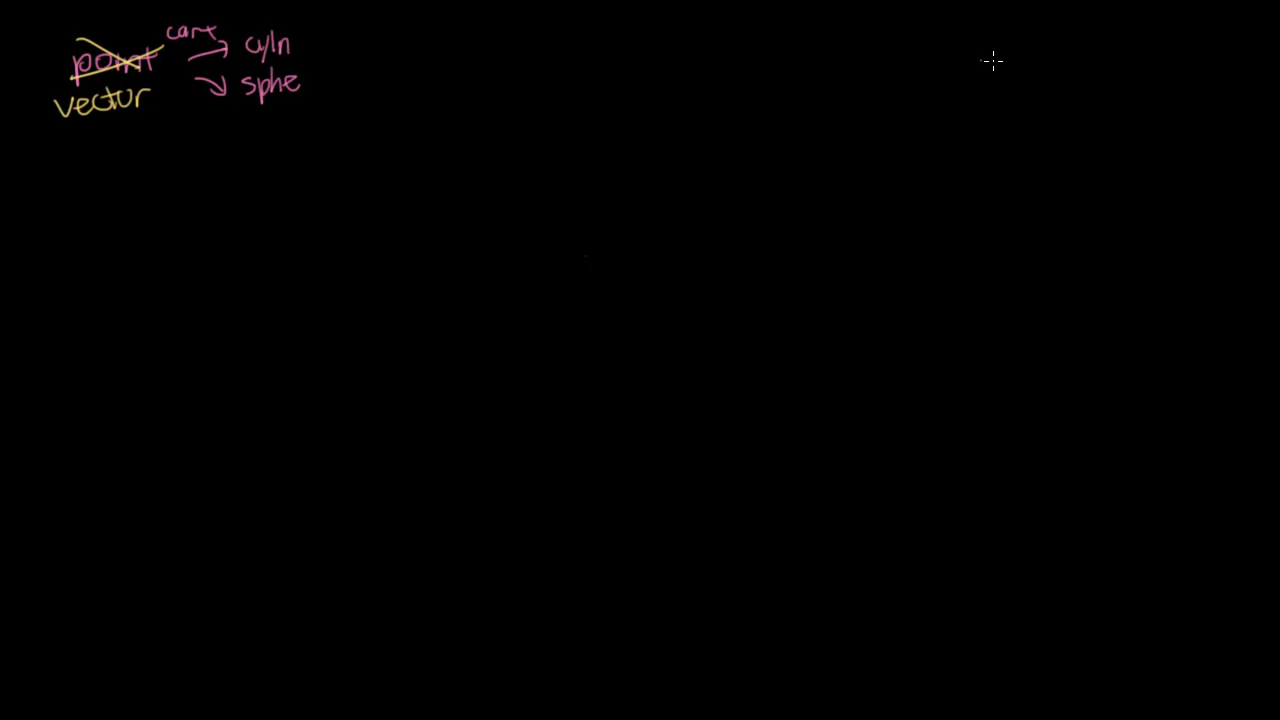 cart
point → cyln
↘ sphe
vector